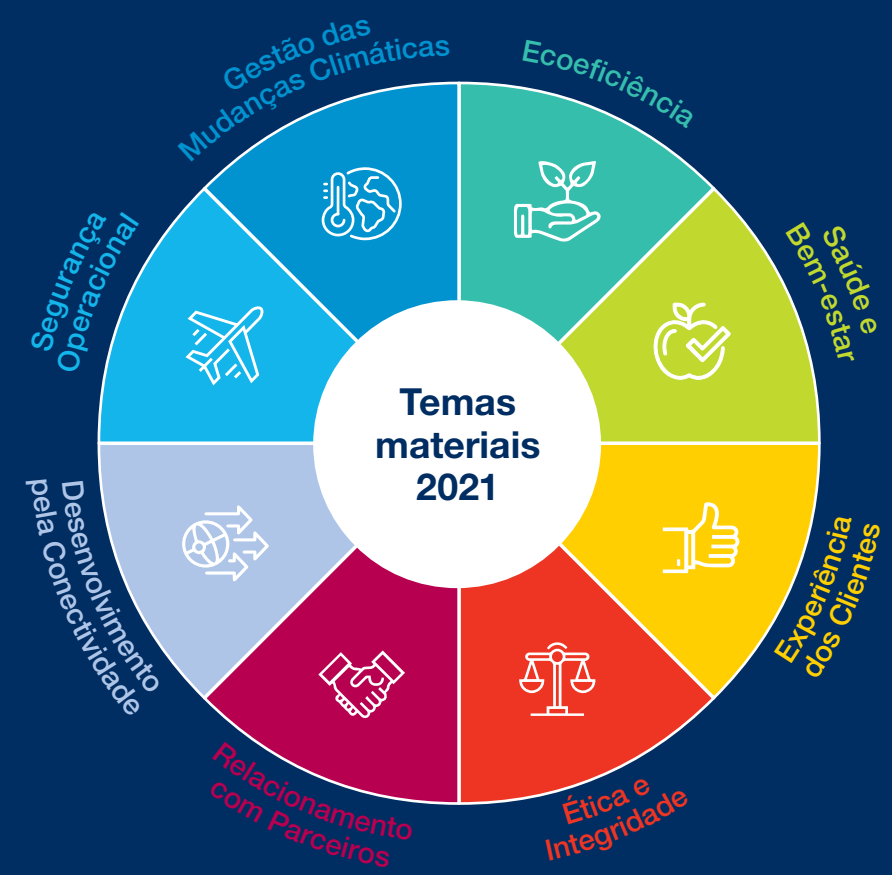 Temas
materiais
2021
Ecoeficiência
Saúde e
Bem-estar
Experiência
dos Clientes
Ética e
Integridade
Relacionamento
com Parceiros
Desenvolvimento
pela Conectividade
Segurança
Operacional
Gestão das
Mudanças Climáticas